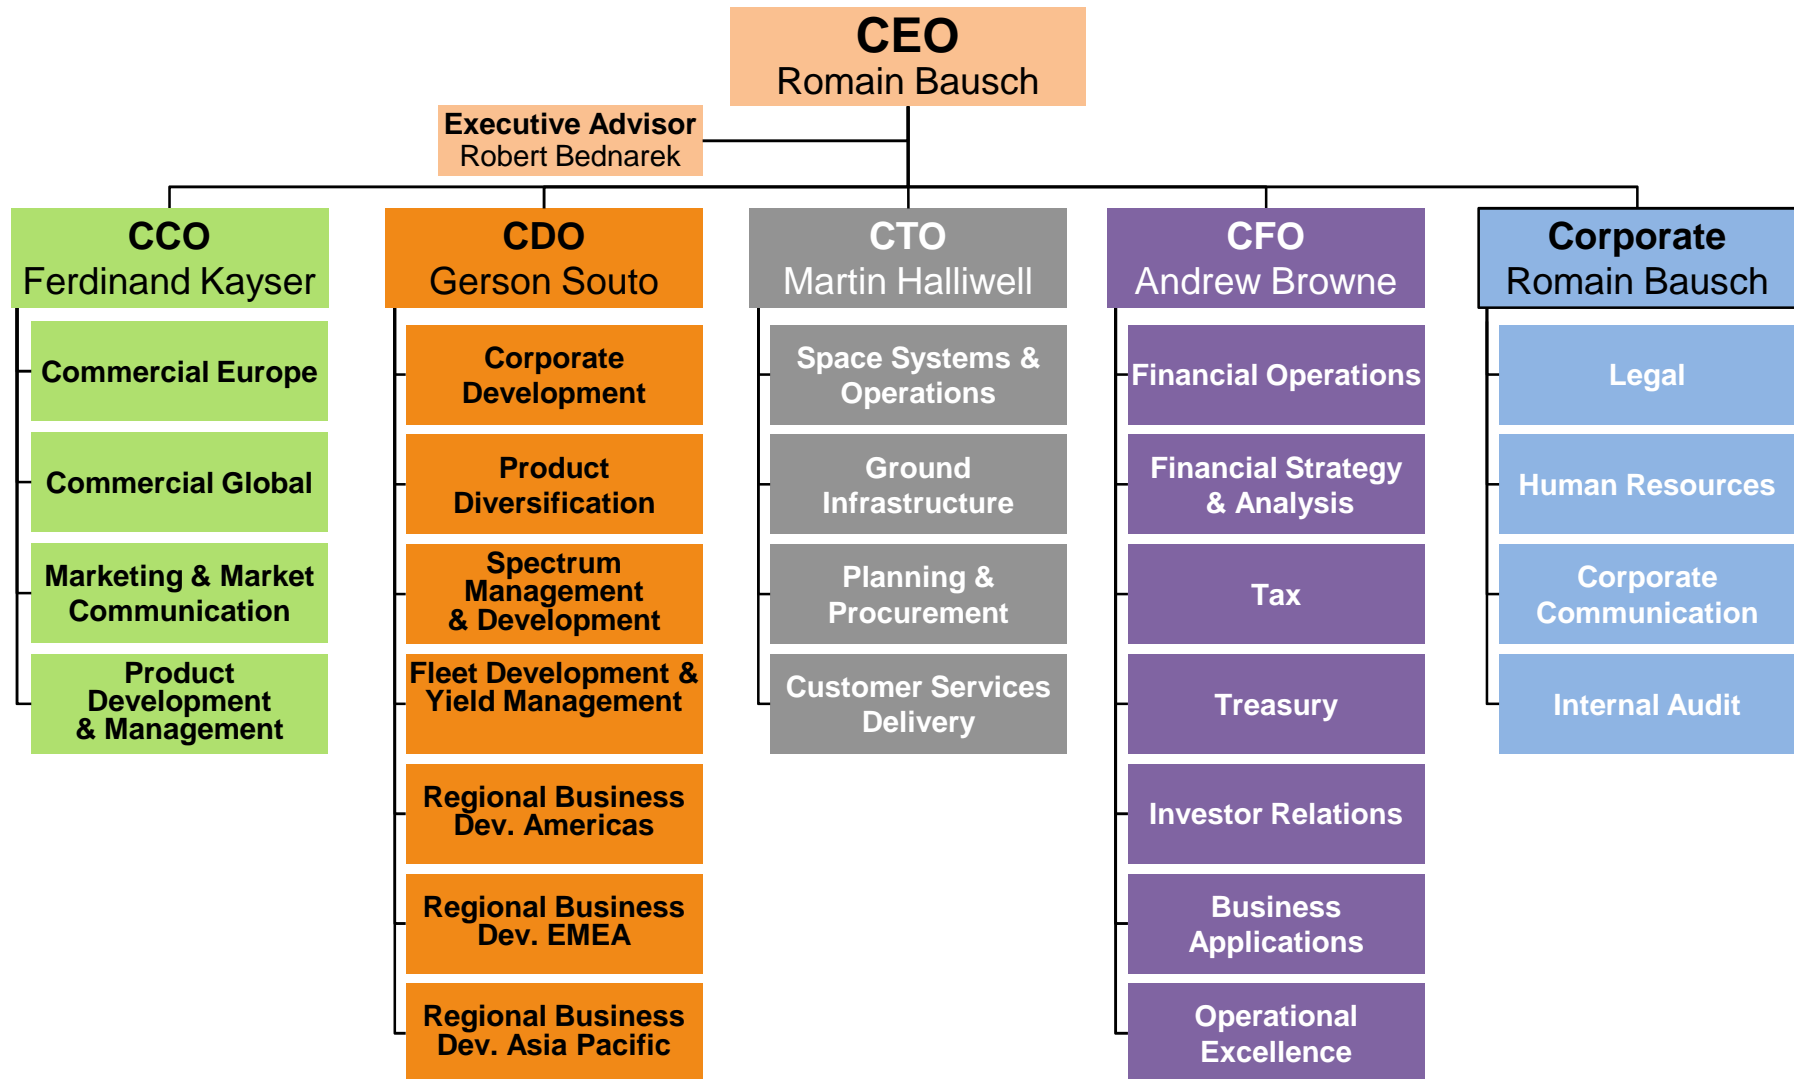 CEO
Romain Bausch
Executive Advisor
Robert Bednarek
CCO
Ferdinand Kayser
Commercial Europe
Commercial Global
Marketing & Market
Communication
Product
Development
& Management
CDO
Gerson Souto
Corporate
Development
Product
Diversification
Spectrum
Management
& Development
Fleet Development &
Yield Management
Regional Business
Dev. Americas
Regional Business
Dev. EMEA
Regional Business
Dev. Asia Pacific
CTO
Martin Halliwell
Space Systems &
Operations
Ground
Infrastructure
Planning &
Procurement
Customer Services
Delivery
CFO
Andrew Browne
Financial Operations
Financial Strategy
& Analysis
Tax
Treasury
Investor Relations
Business
Applications
Operational
Excellence
Corporate
Romain Bausch
Legal
Human Resources
Corporate
Communication
Internal Audit